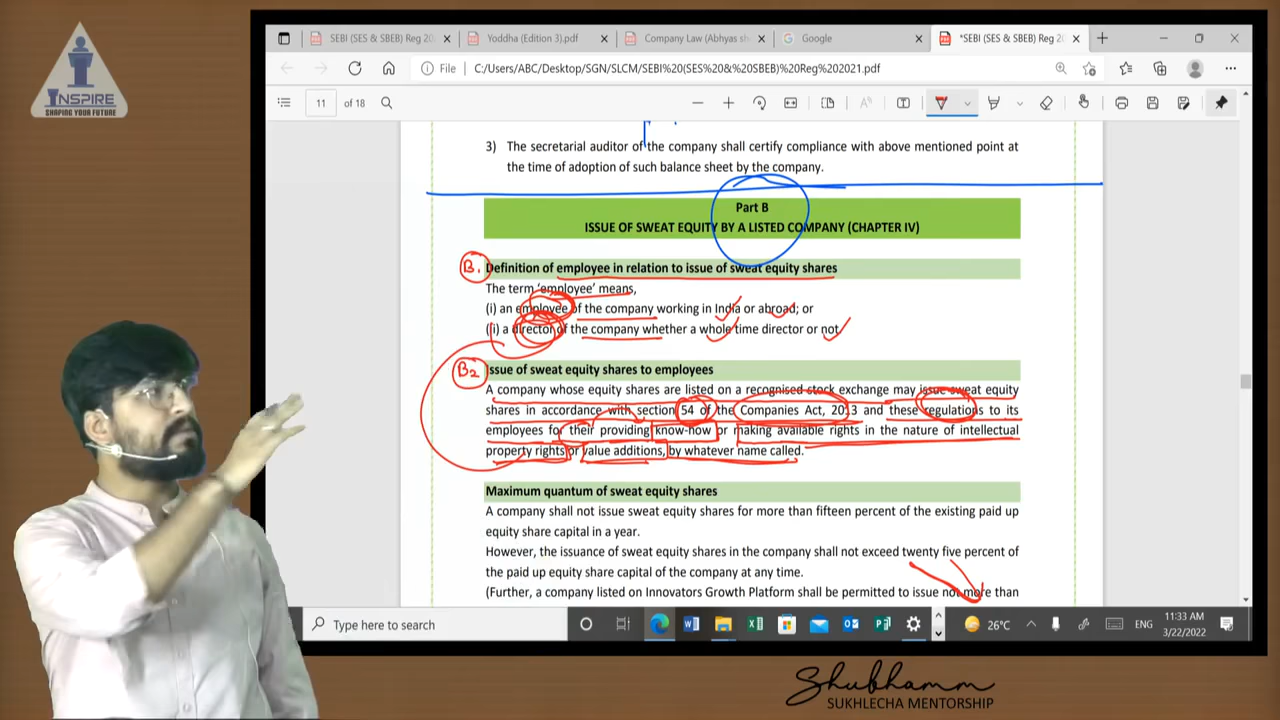 INSPIRE
SHAPING YOUR FUTURE
SEBI (SES & SBEB) Reg 20
Yoddha (Edition 3).pdf
Company Law (Abhyas sh
Google
*SEBI (SES & SBEB) Reg 2
File
C:/Users/ABC/Desktop/SGN/SLCM/SEBI%20(SES%20&%20SBEB)%20Reg%202021.pdf
11 of 18
3) The secretarial auditor of the company shall certify compliance with above mentioned point at
the time of adoption of such balance sheet by the company.
Part B
ISSUE OF SWEAT EQUITY BY A LISTED COMPANY (CHAPTER IV)
B. Definition of employee in relation to issue of sweat equity shares
The term 'employee' means,
(i) an employee of the company working in India or abroad; or
(ii) a director of the company whether a whole time director or not
B2 Issue of sweat equity shares to employees
A company whose equity shares are listed on a recognised stock exchange may issue sweat equity
shares in accordance with section 54 of the Companies Act, 2013 and these regulations to its
employees for their providing know-how or making available rights in the nature of intellectual
property rights or value additions, by whatever name called.
Maximum quantum of sweat equity shares
A company shall not issue sweat equity shares for more than fifteen percent of the existing paid up
equity share capital in a year.
However, the issuance of sweat equity shares in the company shall not exceed twenty five percent of
the paid up equity share capital of the company at any time.
(Further, a company listed on Innovators Growth Platform shall be permitted to issue not more than
Type here to search
26°C
ENG
11:33 AM
3/22/2022
Shubhamm
SUKHLECHA MENTORSHIP